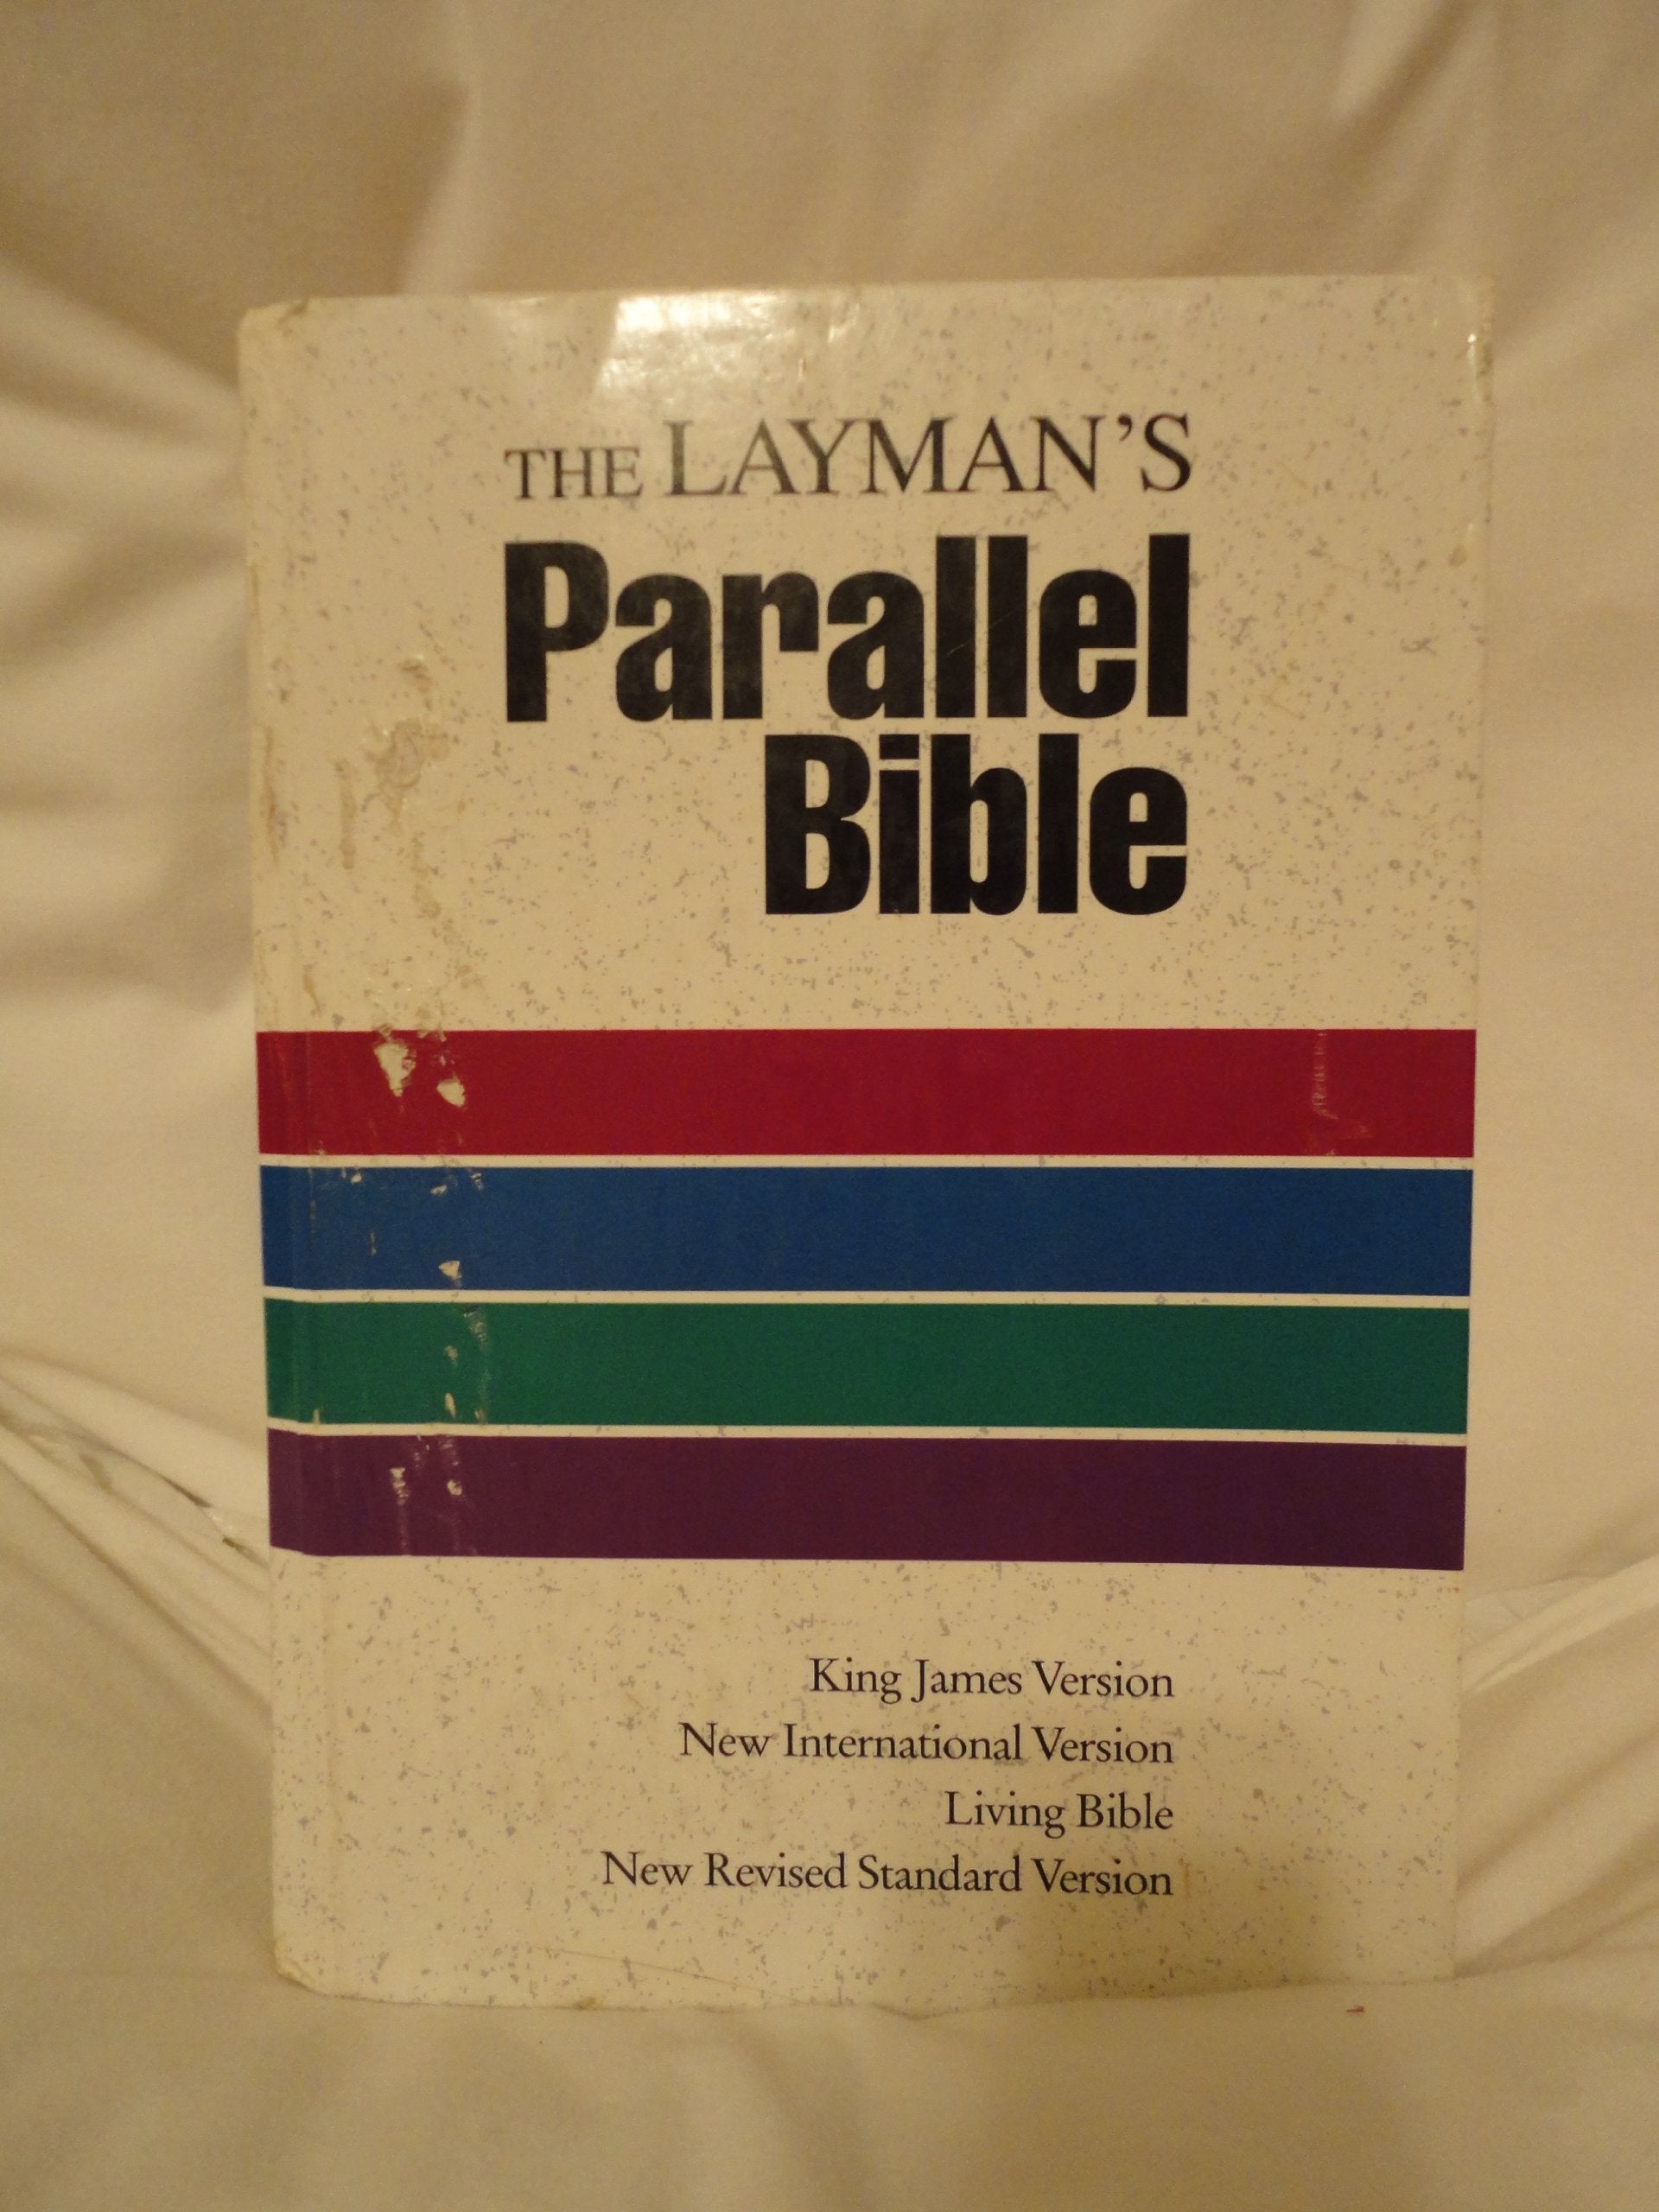 THE LAYMAN'S
Parallel
Bible
King James Version
New International Version
Living Bible
New Revised Standard Version